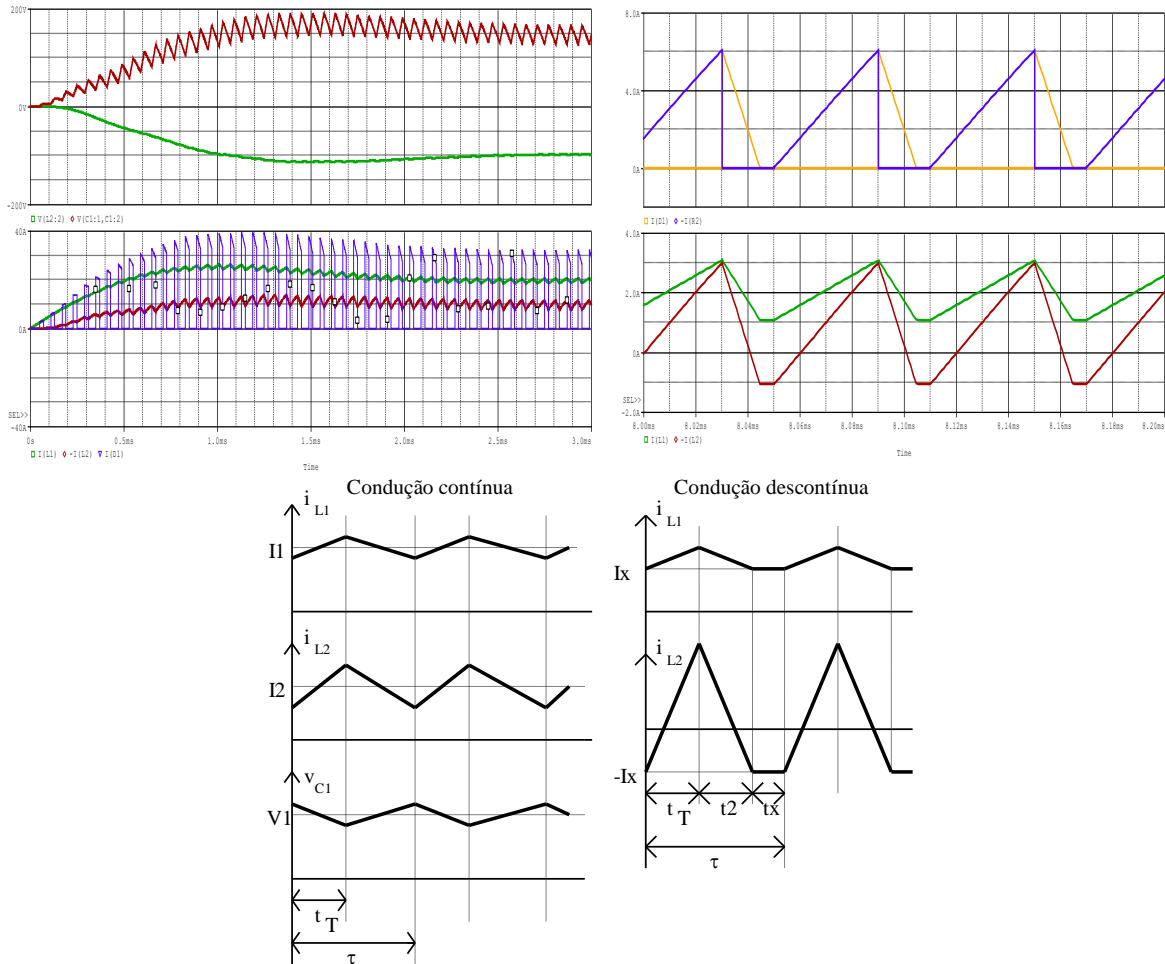 200V
0V
-200V
V(L2:2) V(C1:1,C1:2)
40A
0A
SEL>>
-40A
0s 0.5ms 1.0ms 1.5ms 2.0ms 2.5ms 3.0ms
I(L1) -I(L2) I(D1)
Time
8.0A
4.0A
0A
I(D1) -I(R2)
4.0A
2.0A
0A
SEL>>
-2.0A
8.00ms 8.02ms 8.04ms 8.06ms 8.08ms 8.10ms 8.12ms 8.14ms 8.16ms 8.18ms 8.20ms
I(L1) -I(L2)
Time
Condução contínua
i L1
I1
i L2
I2
v C1
V1
t T
τ
Condução descontínua
i L1
Ix
i L2
-Ix
t T t2 tx
τ